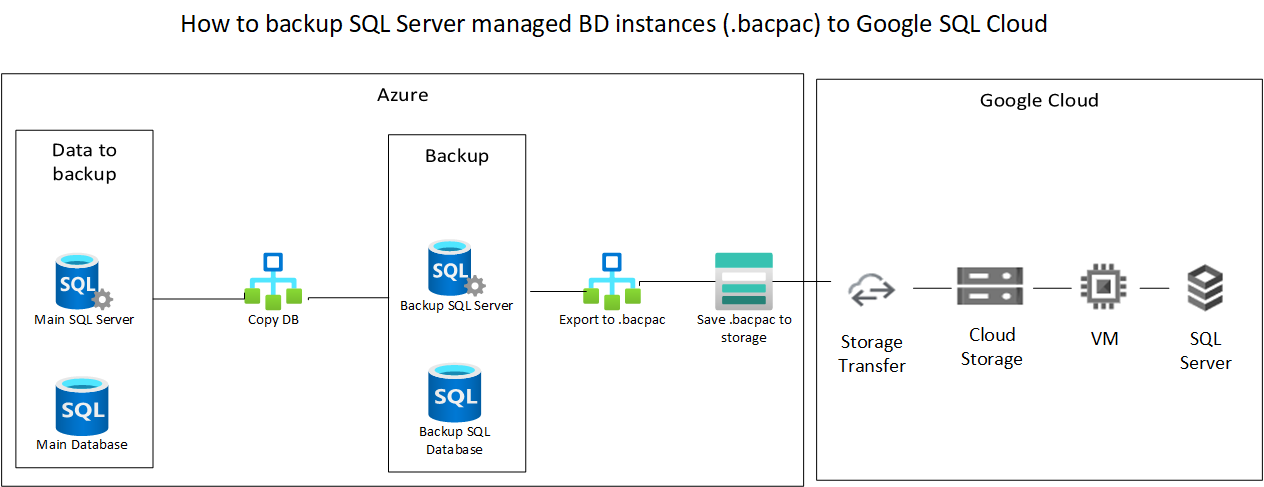 How to backup SQL Server managed BD instances (.bacpac) to Google SQL Cloud
Azure
Google Cloud
Data to
backup
Backup
SQL
Main SQL Server
SQL
Main Database
Copy DB
SQL
Backup SQL Server
SQL
Backup SQL
Database
Export to .bacpac
Save .bacpac to
storage
Storage
Transfer
Cloud
Storage
VM
SQL
Server